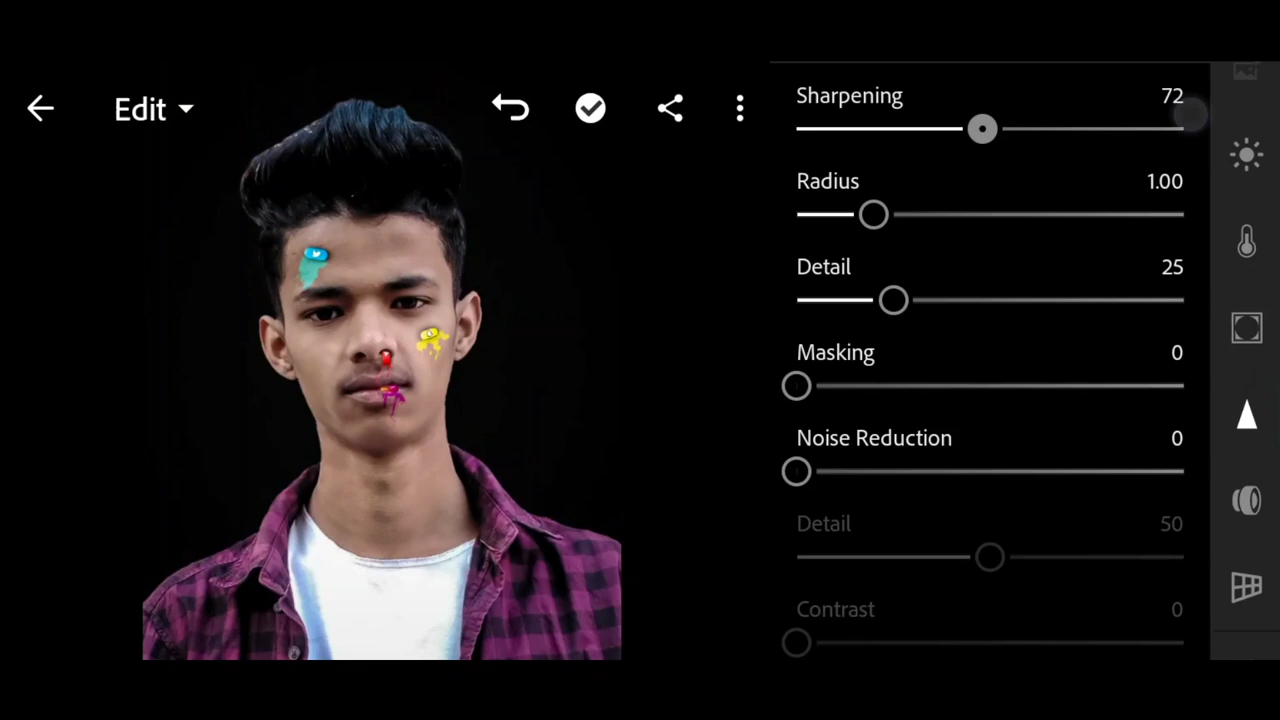 Edit
Sharpening 72
Radius 1.00
Detail 25
Masking 0
Noise Reduction 0
Detail 50
Contrast 0